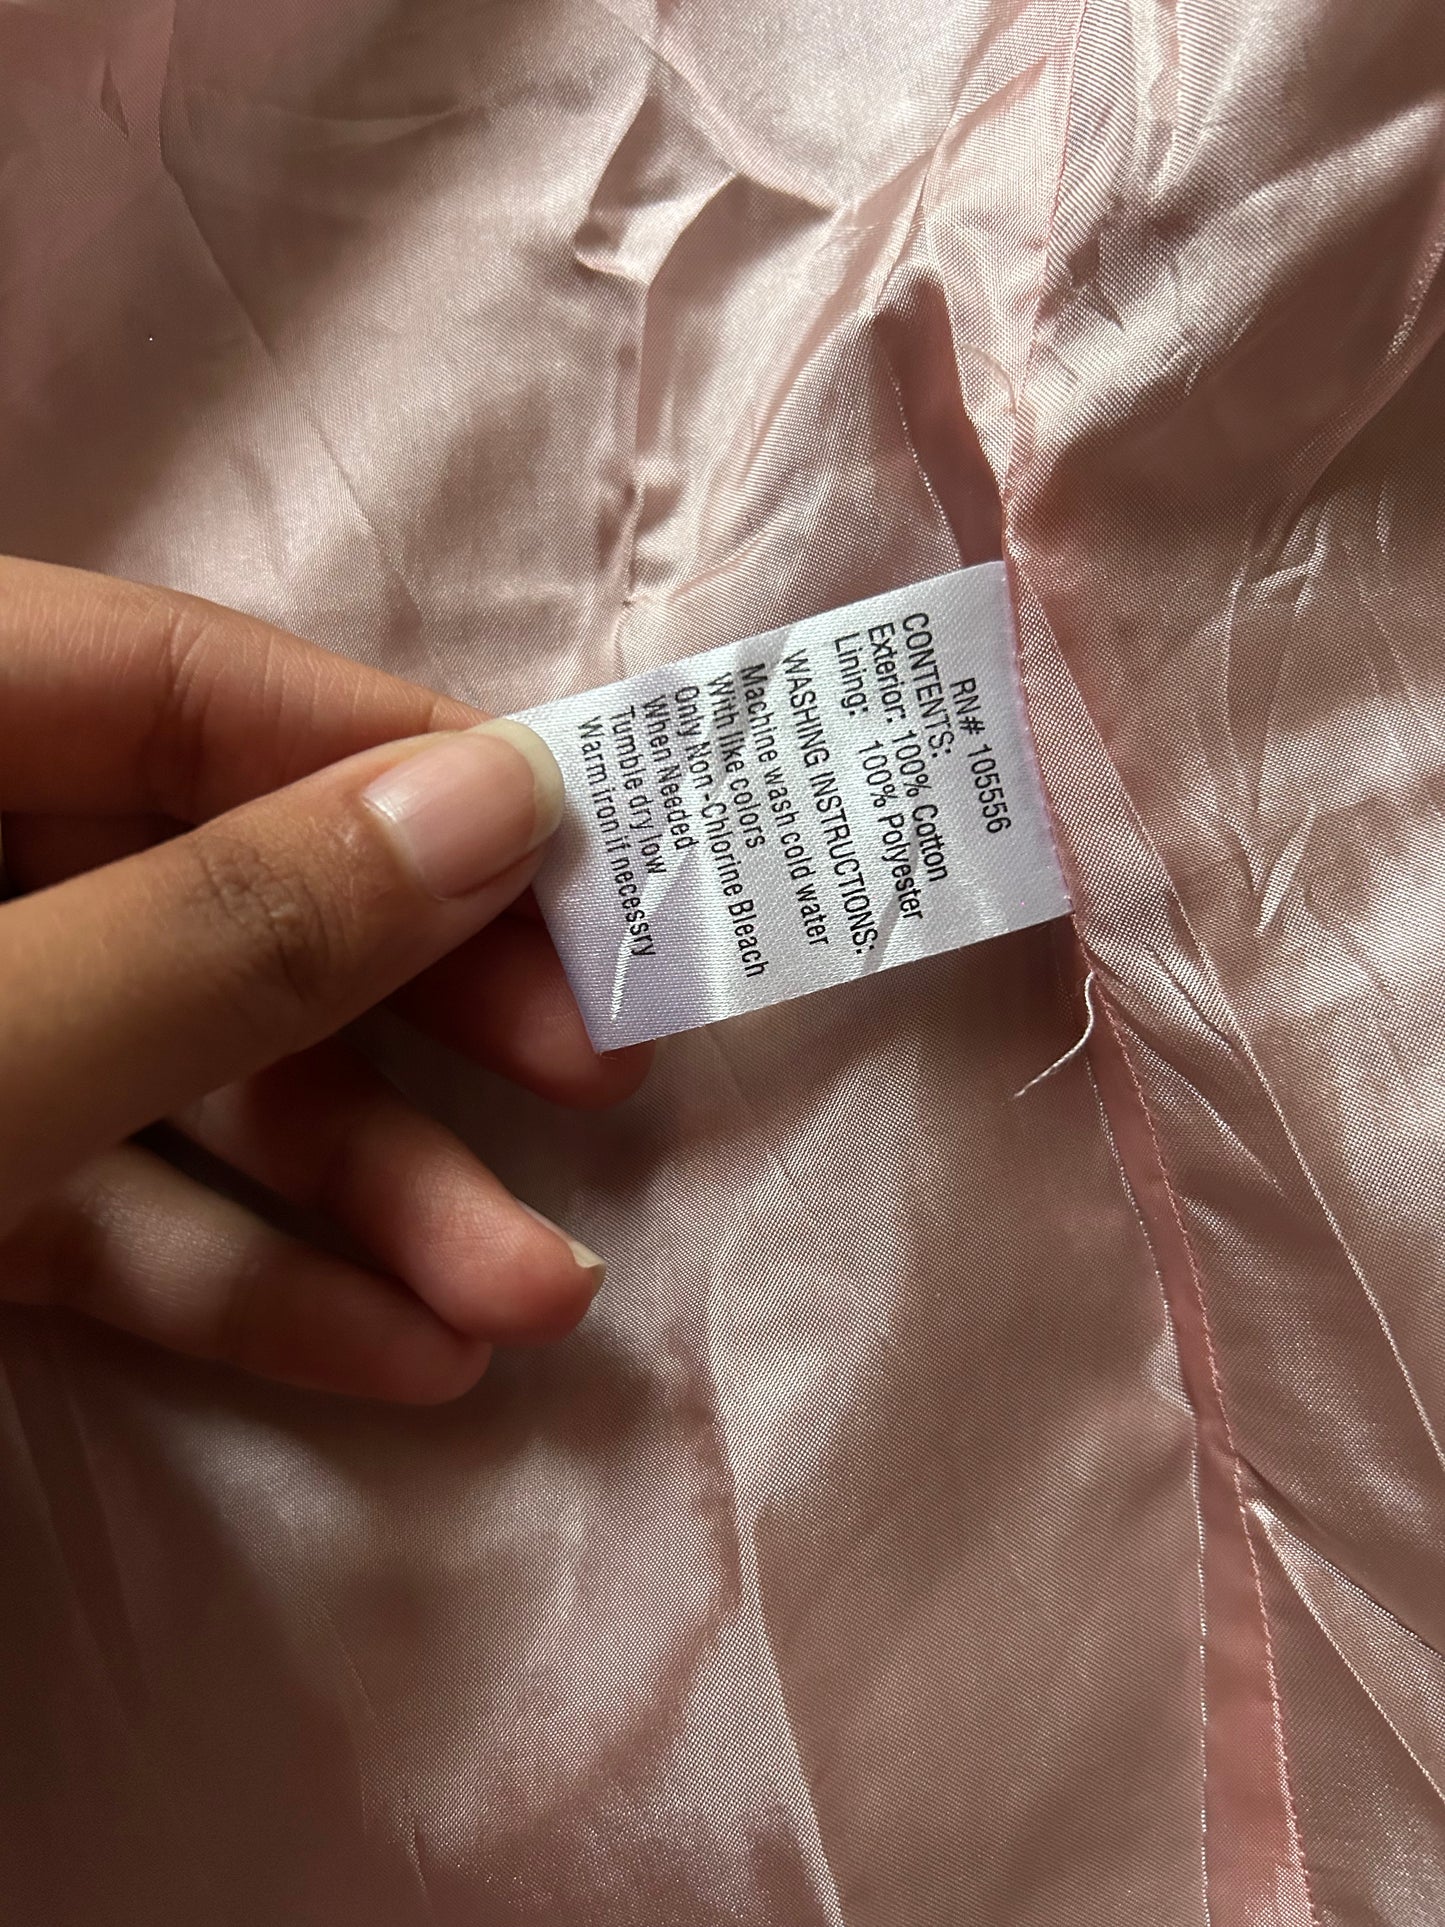 RN# 105556
CONTENTS:
Exterior: 100% Cotton
Lining: 100% Polyester
WASHING INSTRUCTIONS:
Machine wash cold water
With like colors
Only Non-Chlorine Bleach
When Needed
Tumble dry low
Warm iron if necessry